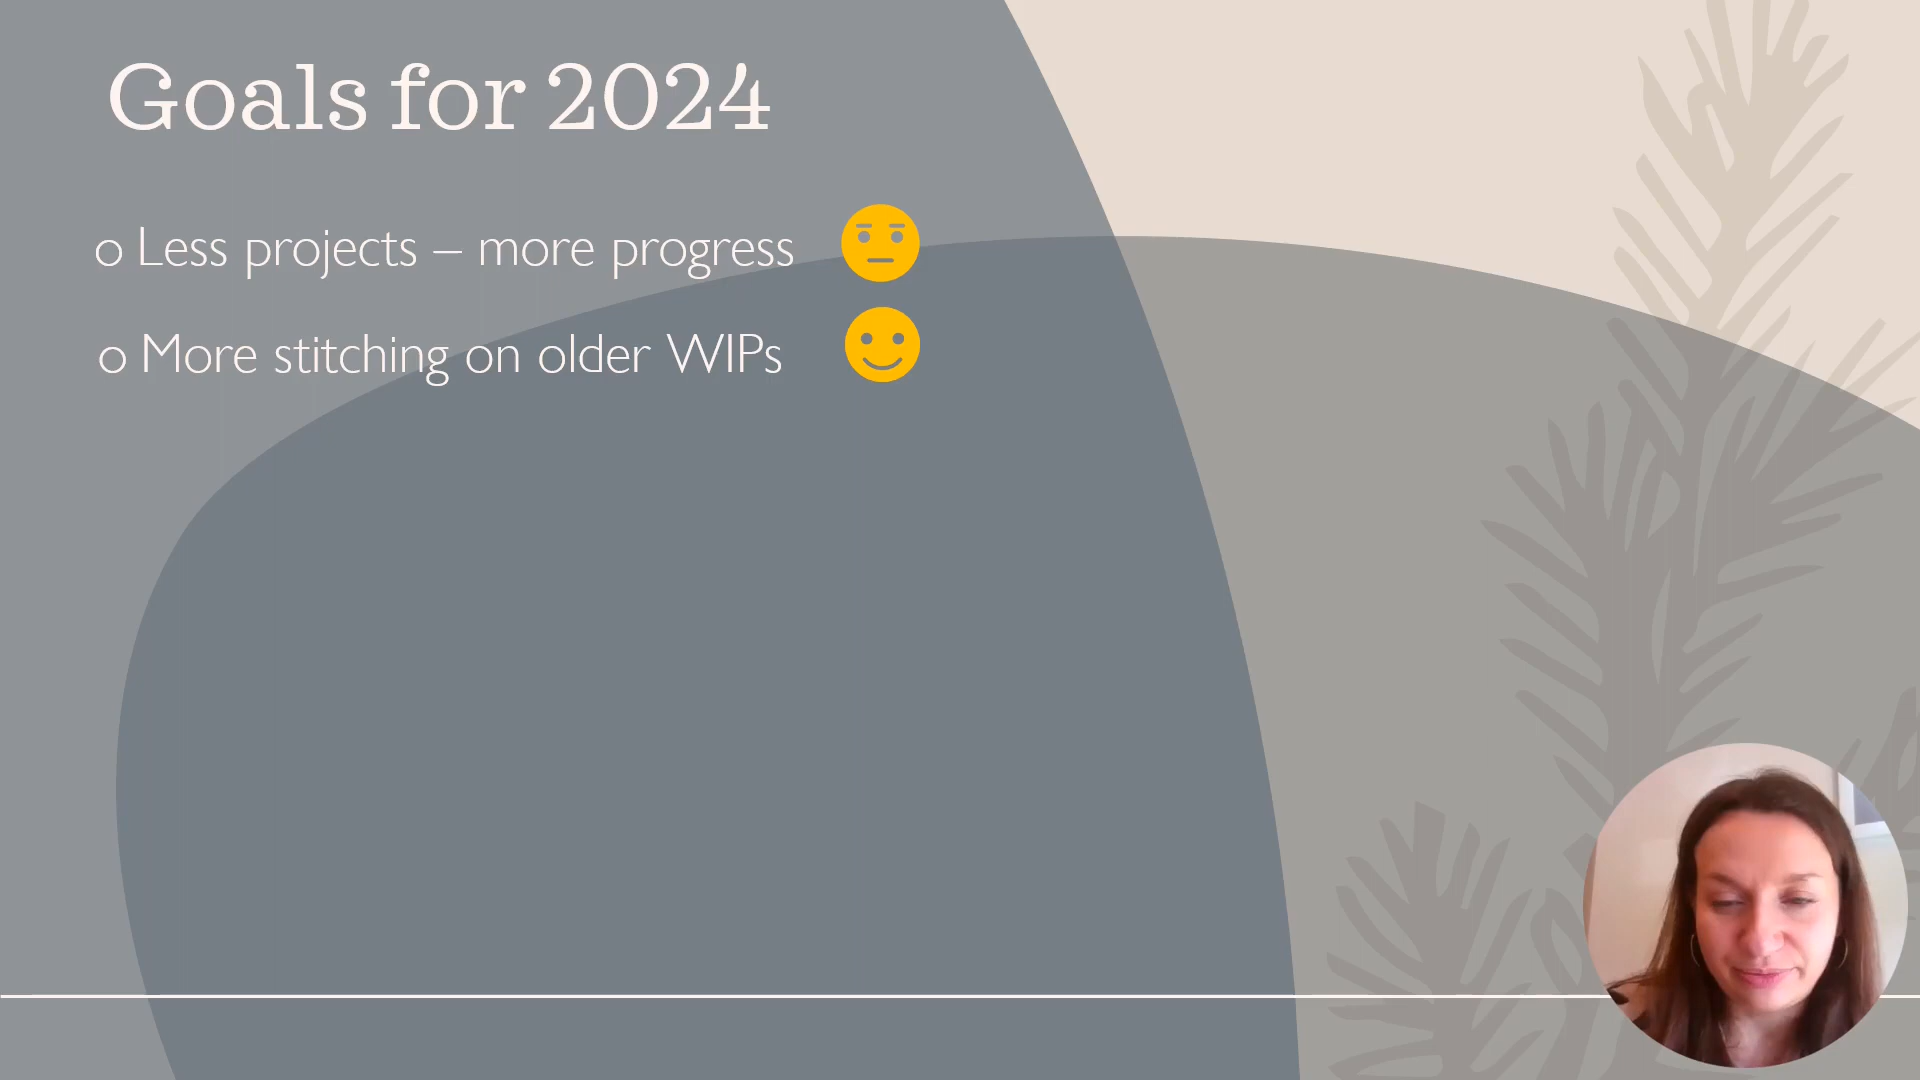 Goals for 2024
o Less projects – more progress
o More stitching on older WIPs